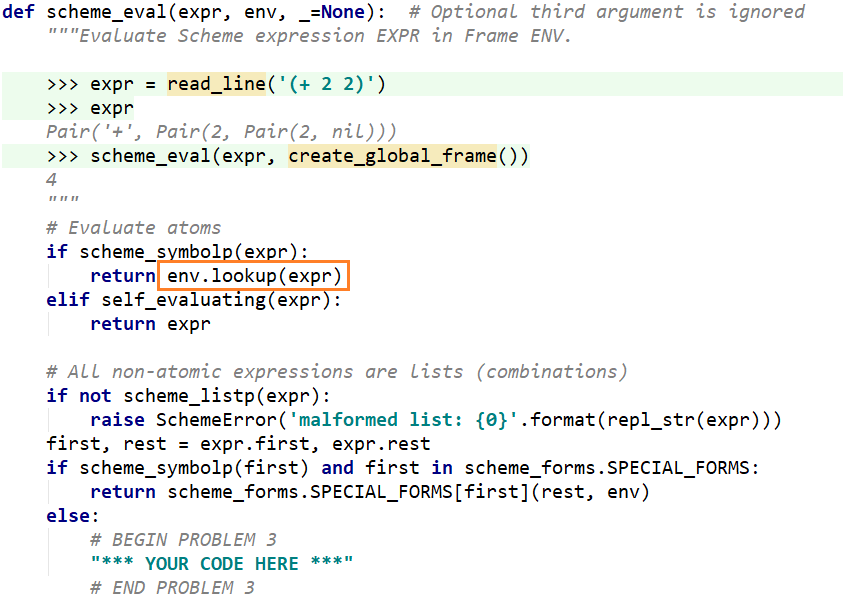 def scheme_eval(expr, env, _=None):  # Optional third argument is ignored
    """Evaluate Scheme expression EXPR in Frame ENV.

    >>> expr = read_line('(+ 2 2)')
    >>> expr
    Pair('+', Pair(2, Pair(2, nil)))
    >>> scheme_eval(expr, create_global_frame())
    4
    """
    # Evaluate atoms
    if scheme_symbolp(expr):
        return env.lookup(expr)
    elif self_evaluating(expr):
        return expr

    # All non-atomic expressions are lists (combinations)
    if not scheme_listp(expr):
        raise SchemeError('malformed list: {0}'.format(repl_str(expr)))
    first, rest = expr.first, expr.rest
    if scheme_symbolp(first) and first in scheme_forms.SPECIAL_FORMS:
        return scheme_forms.SPECIAL_FORMS[first](rest, env)
    else:
        # BEGIN PROBLEM 3
        "*** YOUR CODE HERE ***"
        # END PROBLEM 3